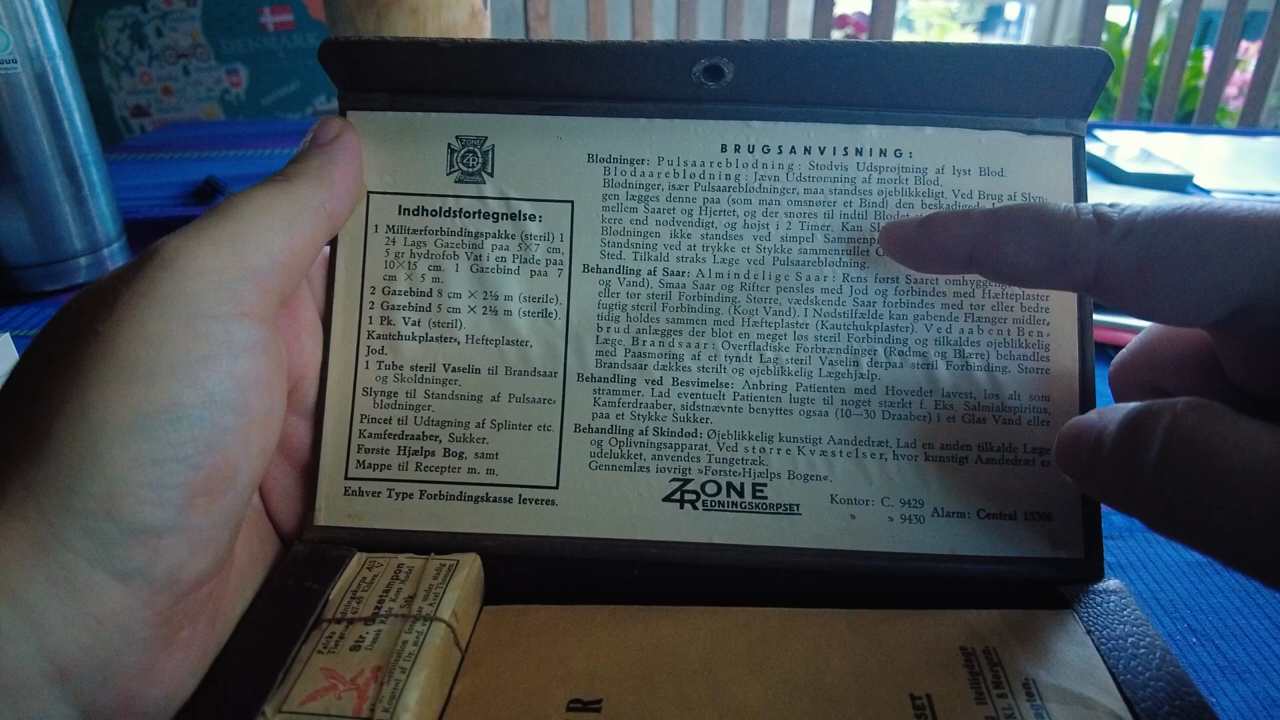 DENMARK
ZONE
ZR
Indholdsfortegnelse:
1 Militærforbindingspakke (steril) 1
24 Lags Gazebind paa 5×7 cm,
5 gr hydrofob Vat i en Plade paa
10×15 cm. 1 Gazebind paa 7
cm × 5 m.
2 Gazebind 8 cm × 2½ m (sterile).
2 Gazebind 5 cm × 2½ m (sterile).
1 Pk. Vat (steril).
Kautchukplaster, Hefteplaster,
Jod.
1 Tube steril Vaselin til Brandsaar
og Skoldninger.
Slynge til Standsning af Pulsaare-
blødninger.
Pincet til Udtagning af Splinter etc.
Kamferdraaber, Sukker.
Første Hjælps Bog, samt
Mappe til Recepter m. m.
Enhver Type Forbindingskasse leveres.
BRUGSANVISNING:
Blødninger: Pulsaareblødning: Stødvis Udsprøjtning af lyst Blod.
Blodaareblødning: Jævn Udstrømning af mørkt Blod.
Blødninger, især Pulsaareblødninger, maa standses øjeblikkeligt. Ved Brug af Slyn-
gen lægges denne paa (som man omsnører et Bind) den beskadigede
mellem Saaret og Hjertet, og der snores til indtil Blodet
kere end nødvendigt, og højst i 2 Timer. Kan
Blødningen ikke standses ved simpel
Standsning ved at trykke et Stykke sammenrullet
Sted. Tilkald straks Læge ved Pulsaareblødning.
Behandling af Saar: Almindelige Saar: Rens først Saaret
og Vand). Smaa Saar og Rifter pensles med Jod og forbindes med Hæfteplaster
eller tør steril Forbinding. Større, vædskende Saar forbindes med tør eller bedre
fugtig steril Forbinding. (Kogt Vand). I Nødstilfælde kan gabende Flænger midler,
tidig holdes sammen med Hæfteplaster (Kautchukplaster). Ved aabent Ben-
brud anlægges der blot en meget løs steril Forbinding og tilkaldes øjeblikkelig
Læge. Brandsaar: Overfladiske Forbrændinger (Rødme og Blære) behandles
med Paasmøring af et tyndt Lag steril Vaselin derpaa steril Forbinding. Større
Brandsaar dækkes sterilt og øjeblikkelig Lægehjælp.
Behandling ved Besvimelse: Anbring Patienten med Hovedet lavest, løs alt som
strammer. Lad eventuelt Patienten lugte til noget stærkt f. Eks. Salmiakspiritus,
Kamferdraaber, sidstnævnte benyttes ogsaa (10—30 Draaber) i et Glas Vand eller
paa et Stykke Sukker.
Behandling af Skindød: Øjeblikkelig kunstigt Aandedræt. Lad en anden tilkalde Læge
og Oplivningsapparat. Ved større Kvæstelser, hvor kunstigt Aandedræt er
udelukket, anvendes Tungetræk.
Gennemlæs iøvrigt »Første-Hjælps Bogen«.
ZONE
REDNINGSKORPSET
Kontor: C. 9429
» » 9430 Alarm: Central 13506
Str. Gazetampon
Helligdage
Kl. 6 Morgen.
R